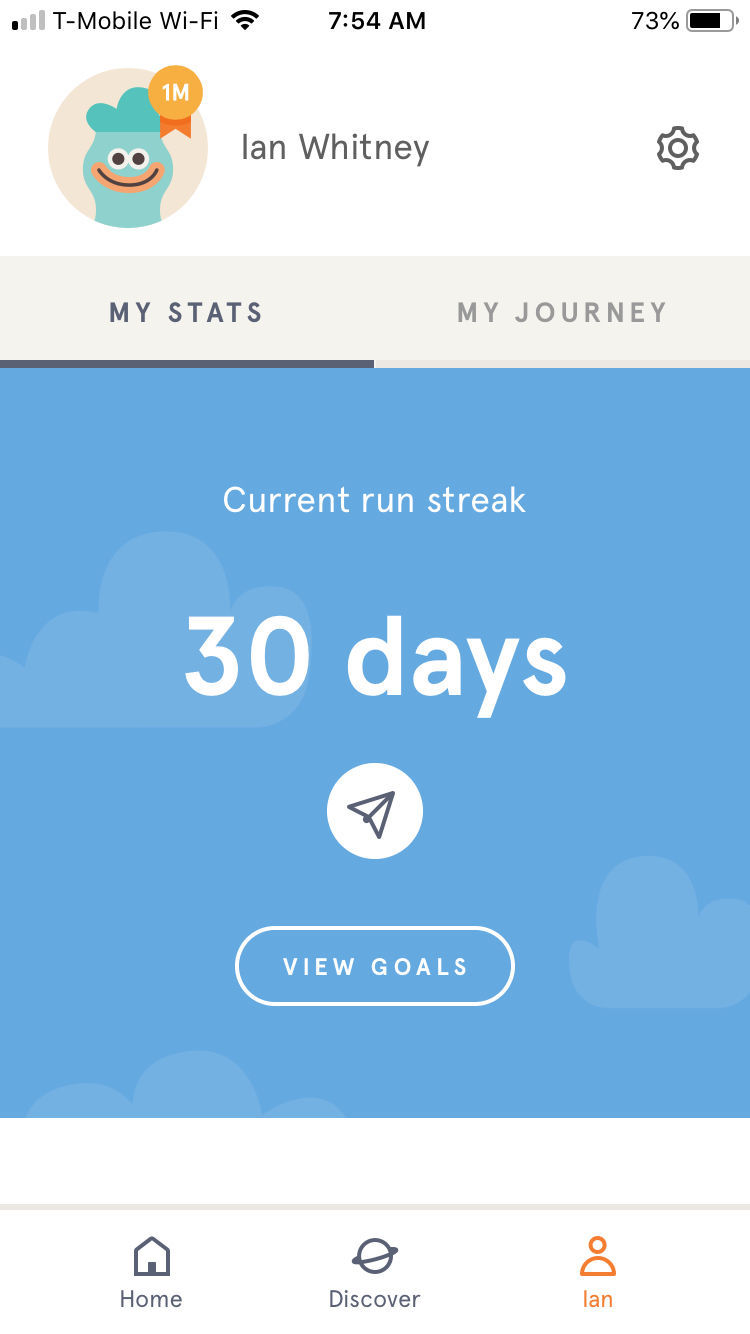 T-Mobile Wi-Fi 7:54 AM 73%
1M
Ian Whitney
MY STATS MY JOURNEY
Current run streak
30 days
VIEW GOALS
Home Discover Ian